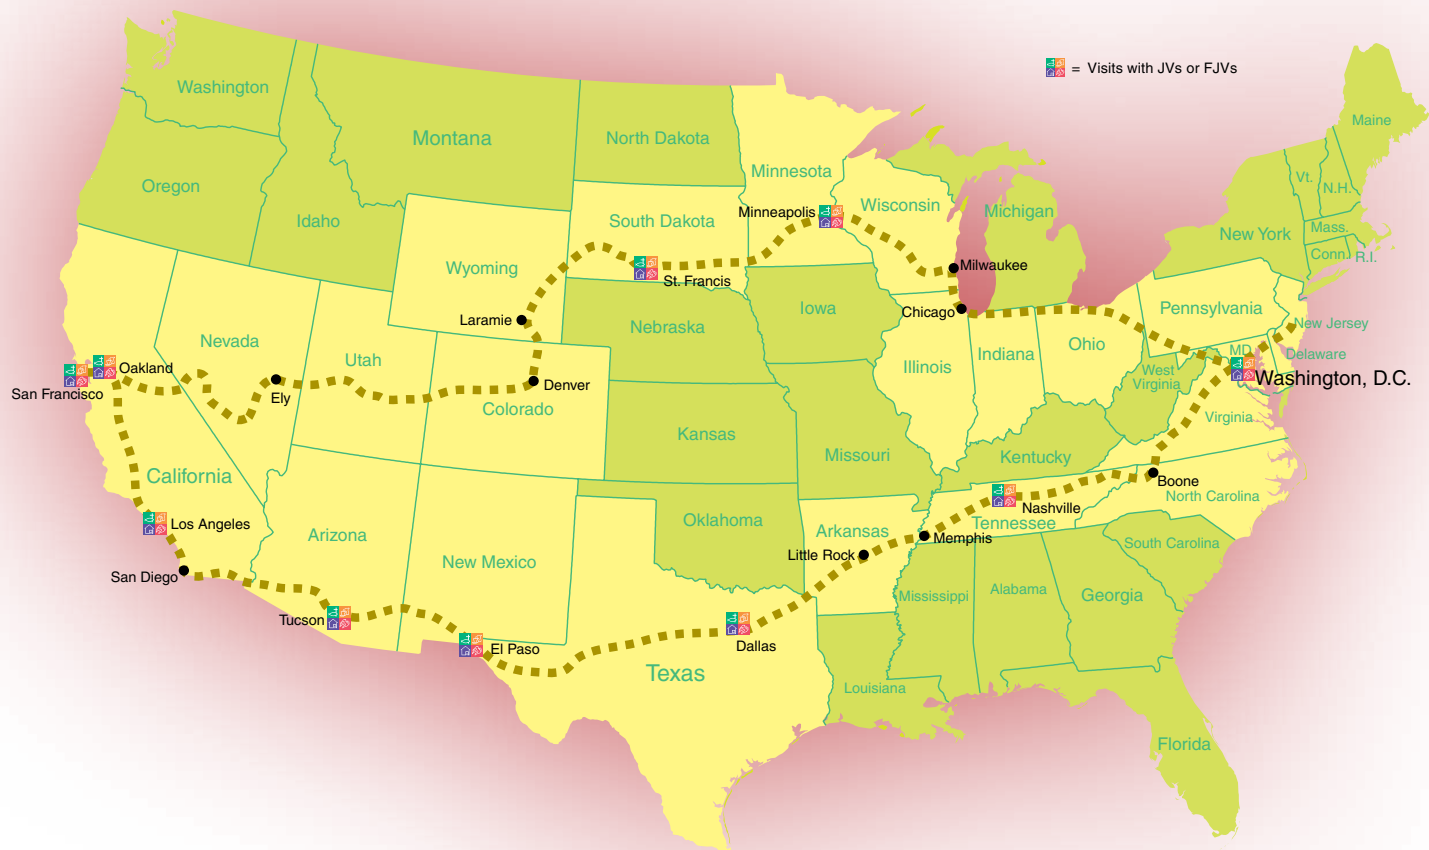 = Visits with JVs or FJVs
Washington
Montana
North Dakota
Minnesota
Maine
Oregon
Idaho
South Dakota
Minneapolis
Wisconsin
Michigan
Vt.
N.H.
New York
Mass.
Conn.
R.I.
Wyoming
St. Francis
Milwaukee
Laramie
Iowa
Chicago
Pennsylvania
New Jersey
Nevada
Utah
Nebraska
Illinois
Indiana
Ohio
MD
Delaware
Oakland
San Francisco
Ely
Denver
Colorado
West
Virginia
Washington, D.C.
Virginia
California
Kansas
Missouri
Kentucky
Boone
North Carolina
Los Angeles
Arizona
New Mexico
Oklahoma
Arkansas
Nashville
Tennessee
Memphis
Little Rock
South Carolina
San Diego
Mississippi
Alabama
Georgia
Tucson
El Paso
Dallas
Texas
Louisiana
Florida